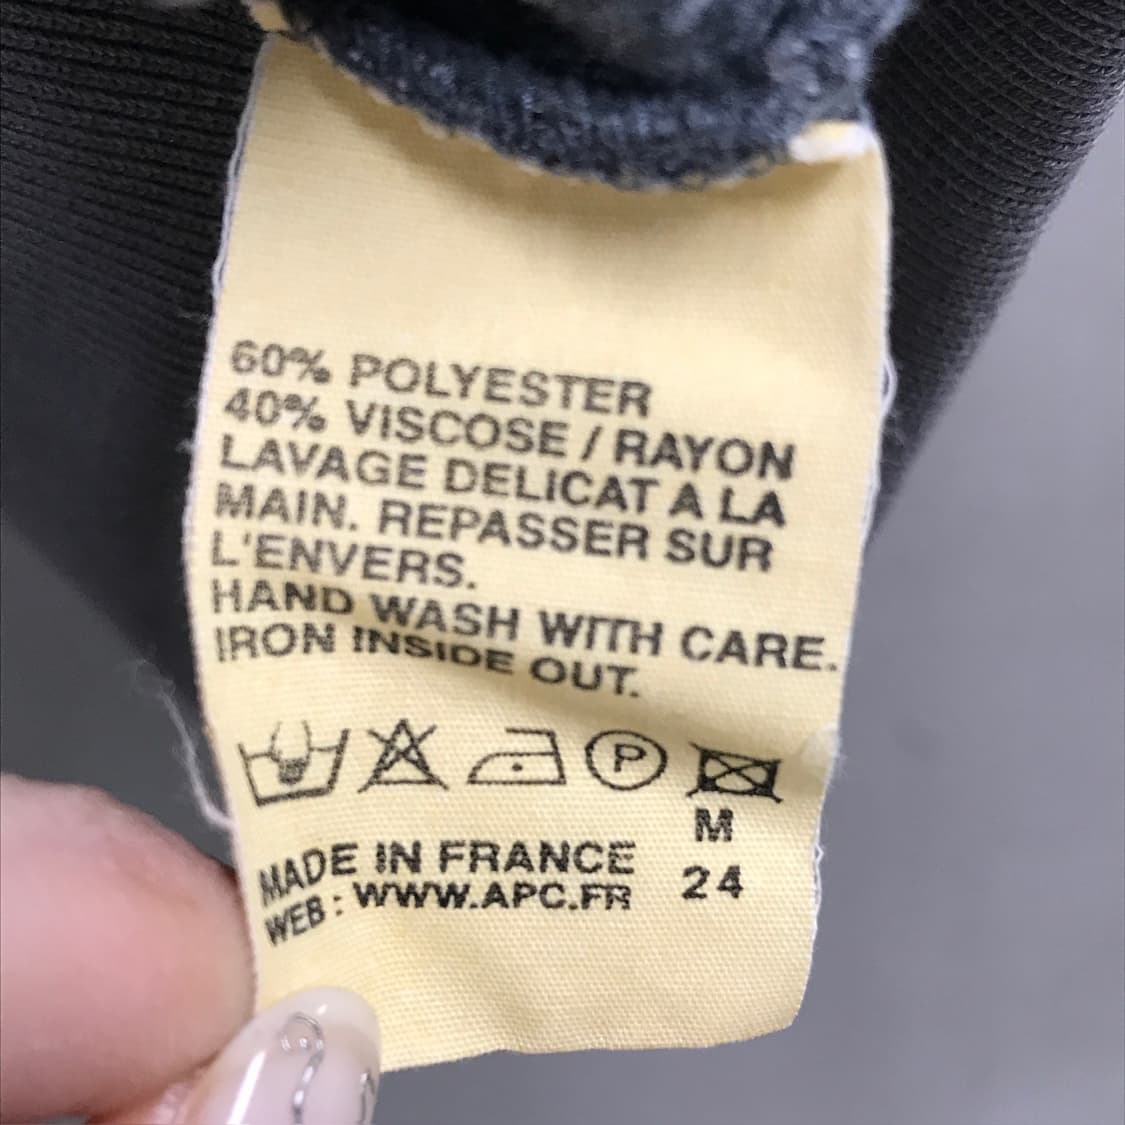 60% POLYESTER
40% VISCOSE / RAYON
LAVAGE DELICAT A LA
MAIN. REPASSER SUR
L'ENVERS.
HAND WASH WITH CARE.
IRON INSIDE OUT.
P
M
MADE IN FRANCE
24
WEB : WWW.APC.FR